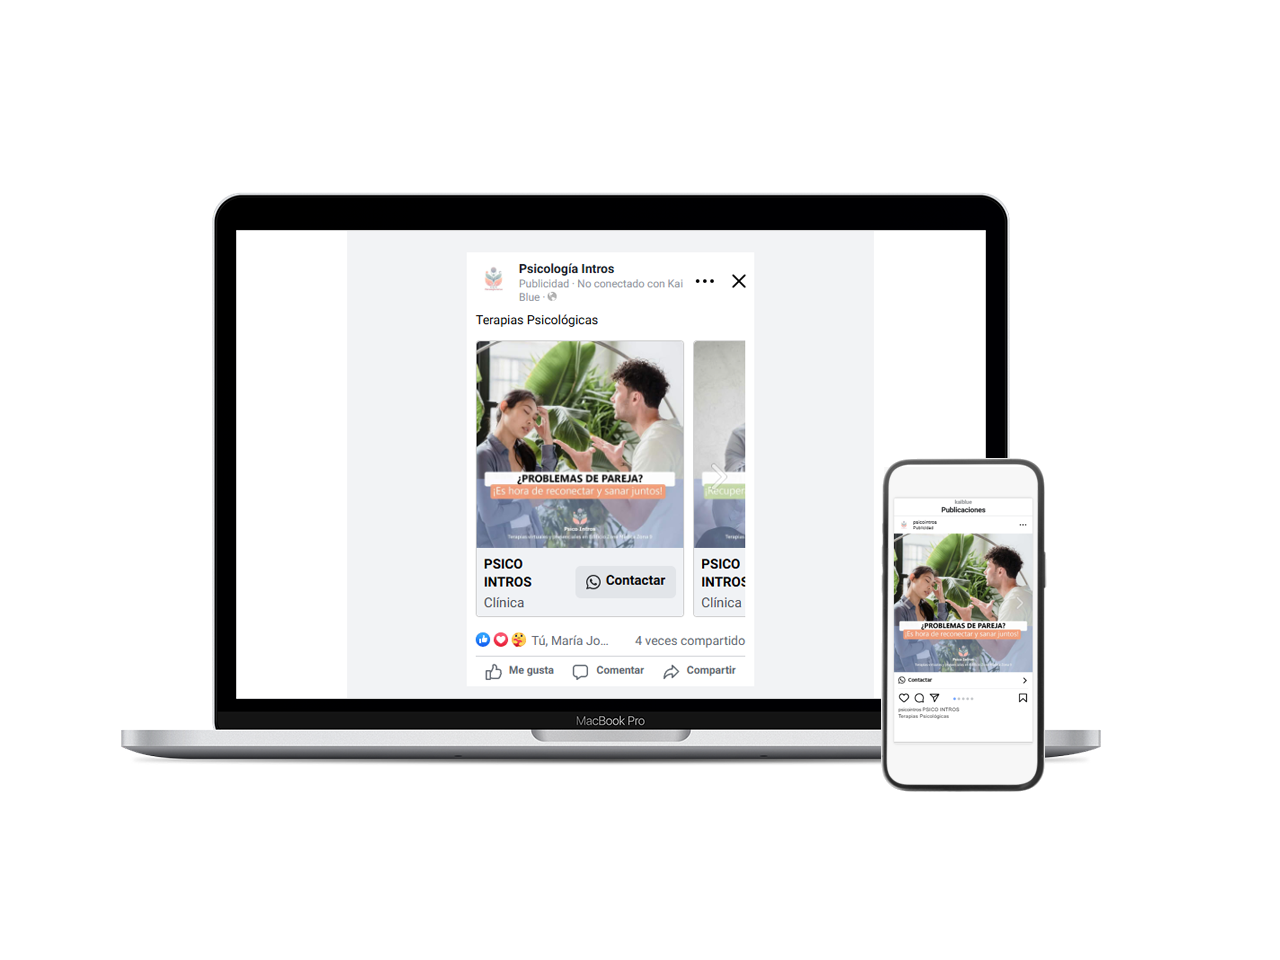 Psicología Intros
Publicidad · No conectado con Kai
Blue ·
Terapias Psicológicas
¿PROBLEMAS DE PAREJA?
¡Es hora de reconectar y sanar juntos!
Psico Intros
PSICO
INTROS
Clínica
Contactar
¡Recuper
PSICO
INTROS
Clínica
Tú, María Jo...
4 veces compartido
Me gusta
Comentar
Compartir
MacBook Pro
kaiblue
Publicaciones
psicointros
Publicidad
¿PROBLEMAS DE PAREJA?
¡Es hora de reconectar y sanar juntos!
Psico Intros
Contactar
psicointros PSICO INTROS
Terapias Psicológicas